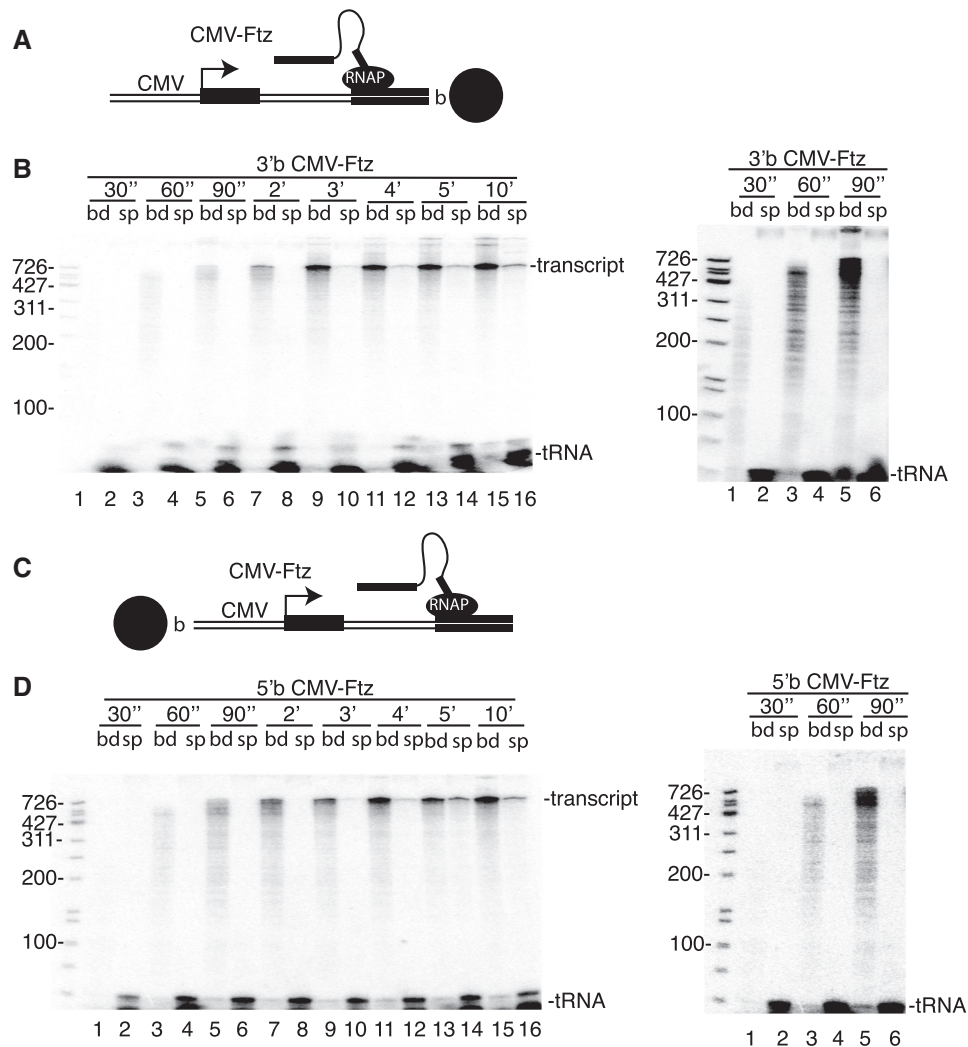 A
CMV-Ftz
CMV
RNAP
b
B
3'b CMV-Ftz
30" 60" 90" 2' 3' 4' 5' 10'
bd sp bd sp bd sp bd sp bd sp bd sp bd sp bd sp
726-
427-
311-
200-
100-
-transcript
-tRNA
1 2 3 4 5 6 7 8 9 10 11 12 13 14 15 16
3'b CMV-Ftz
30" 60" 90"
bd sp bd sp bd sp
726-
427-
311-
200-
100-
-tRNA
1 2 3 4 5 6
C
CMV-Ftz
b
CMV
RNAP
D
5'b CMV-Ftz
30" 60" 90" 2' 3' 4' 5' 10'
bd sp bd sp bd sp bd sp bd sp bd sp bd sp bd sp
726-
427-
311-
200-
100-
-transcript
-tRNA
1 2 3 4 5 6 7 8 9 10 11 12 13 14 15 16
5'b CMV-Ftz
30" 60" 90"
bd sp bd sp bd sp
726-
427-
311-
200-
100-
-tRNA
1 2 3 4 5 6